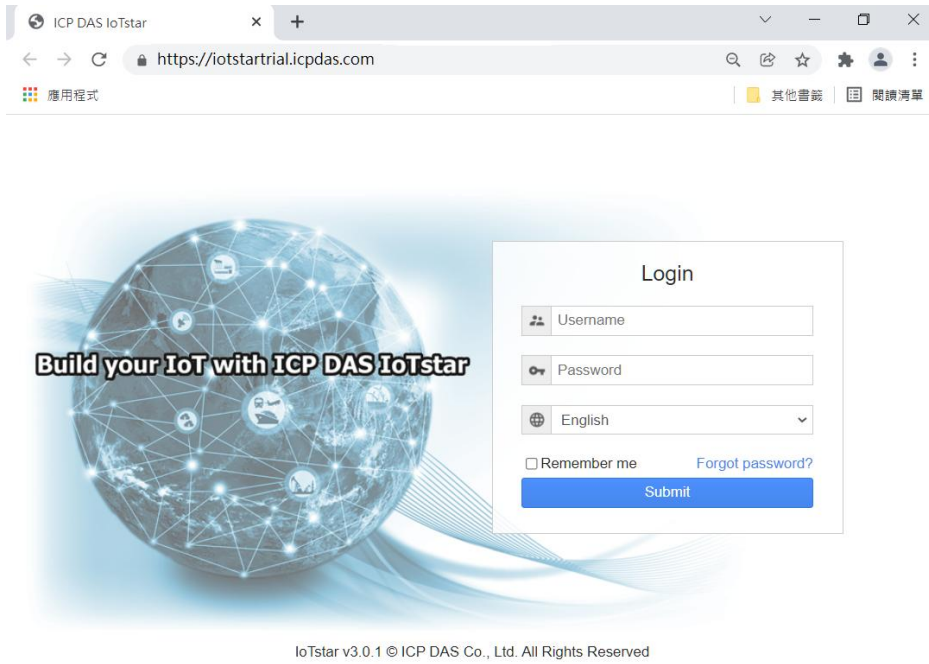 ICP DAS IoTstar
https://iotstartrial.icpdas.com
應用程式
其他書籤
閱讀清單
Login
Username
Password
Build your IoT with ICP DAS IoTstar
English
Remember me Forgot password?
Submit
IoTstar v3.0.1 © ICP DAS Co., Ltd. All Rights Reserved